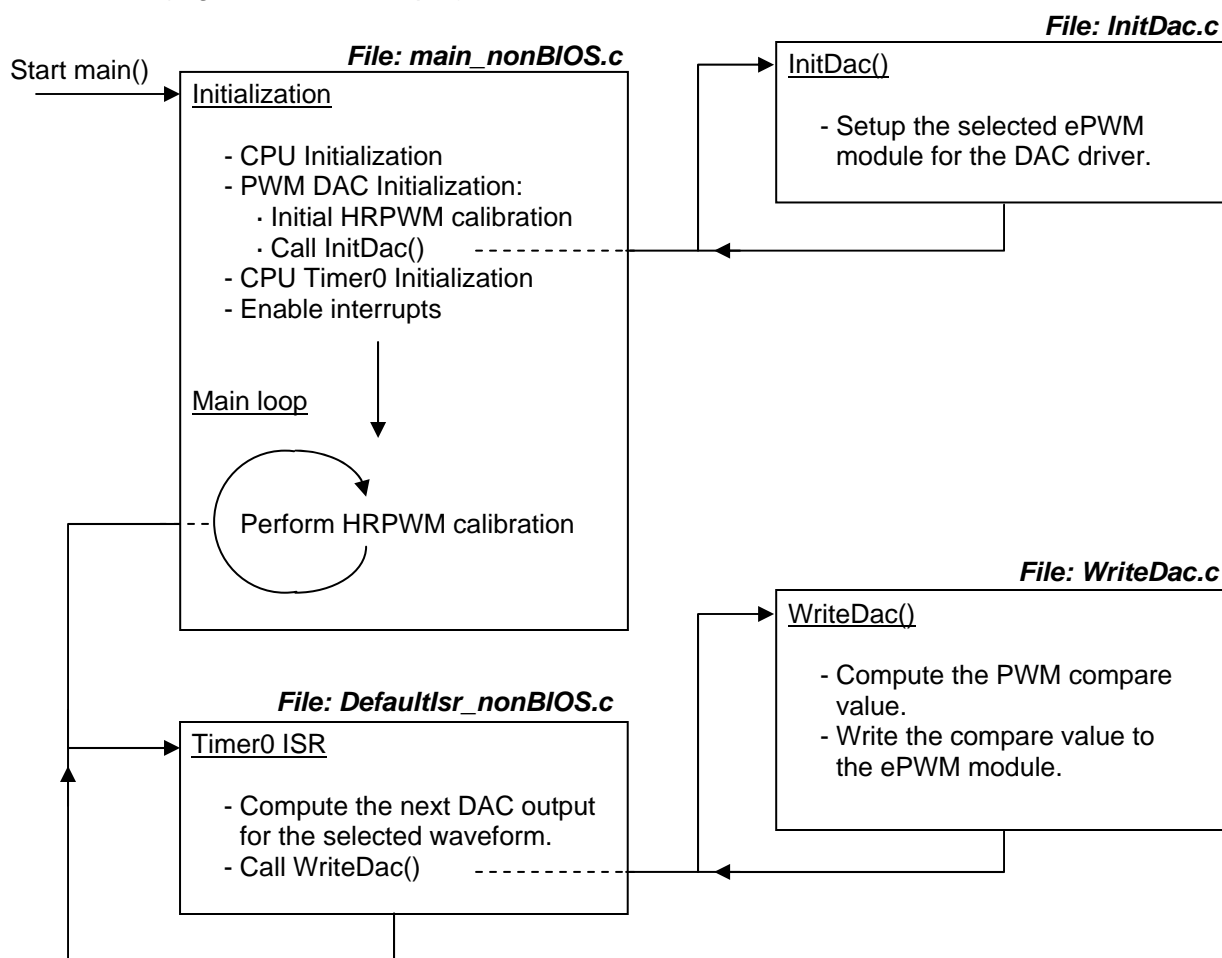 File: InitDac.c
File: main_nonBIOS.c
Start main()
Initialization
- CPU Initialization
- PWM DAC Initialization:
· Initial HRPWM calibration
· Call InitDac()
- CPU Timer0 Initialization
- Enable interrupts
Main loop
Perform HRPWM calibration
InitDac()
- Setup the selected ePWM
module for the DAC driver.
File: WriteDac.c
WriteDac()
- Compute the PWM compare
value.
- Write the compare value to
the ePWM module.
File: DefaultIsr_nonBIOS.c
Timer0 ISR
- Compute the next DAC output
for the selected waveform.
- Call WriteDac()